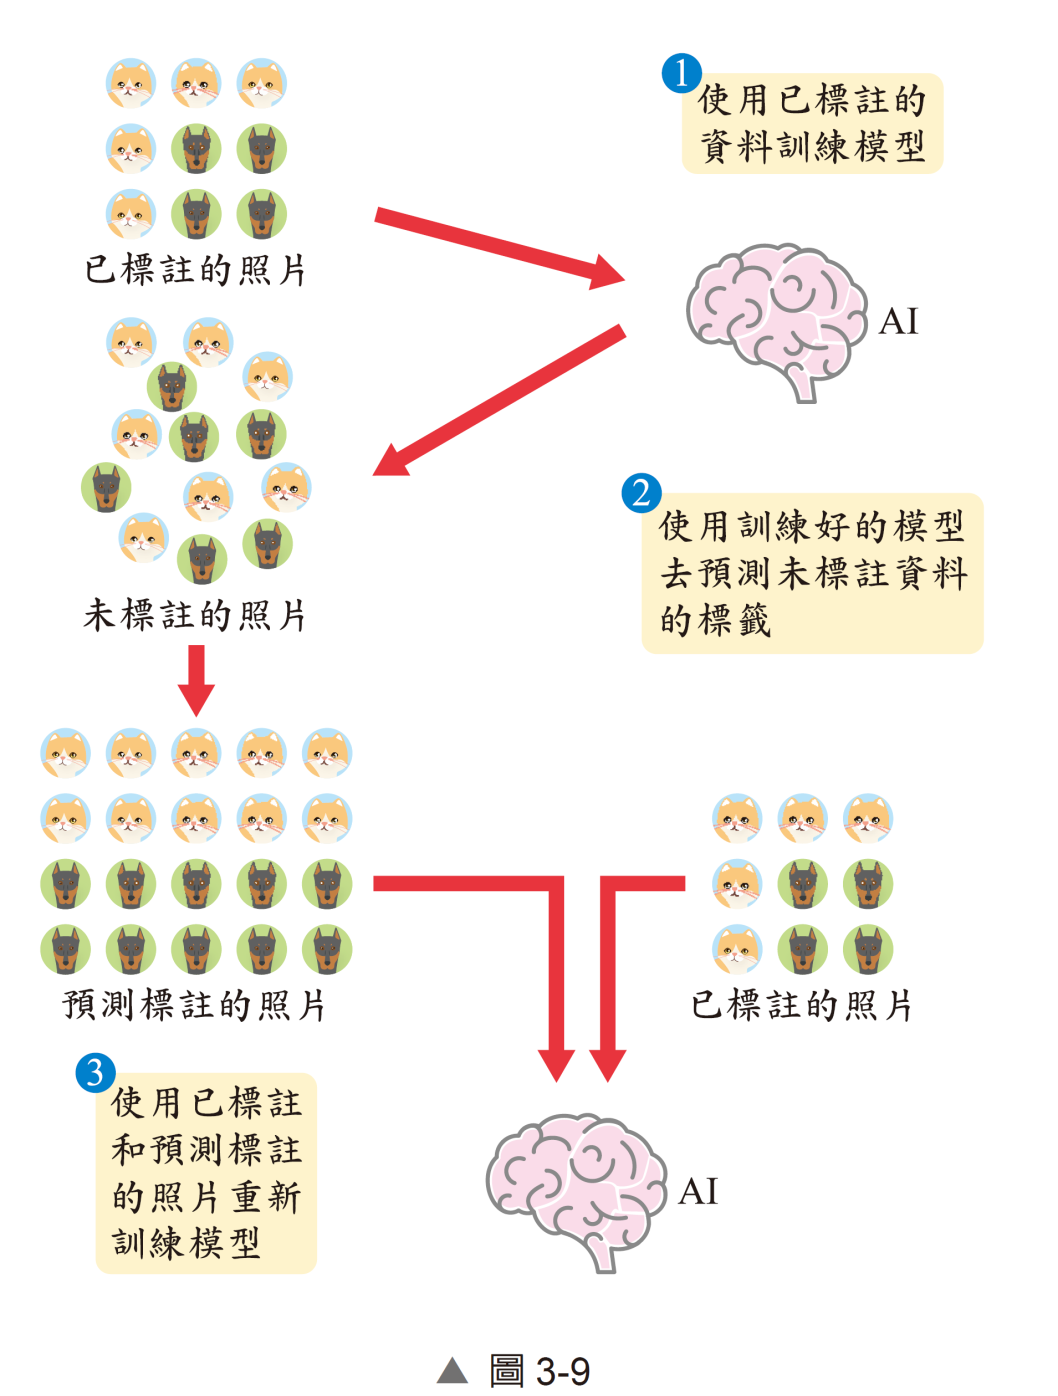 1
使用已標註的
資料訓練模型
已標註的照片
AI
2
使用訓練好的模型
去預測未標註資料
的標籤
未標註的照片
預測標註的照片
已標註的照片
3
使用已標註
和預測標註
的照片重新
訓練模型
AI
▲ 圖 3-9